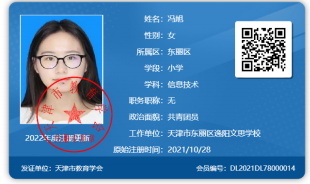 姓名：冯旭
性别：女
所属区：东丽区
学段：小学
学科：信息技术
职务职称：无
政治面貌：共青团员
工作单位：天津市东丽区逸阳文思学校
原始注册时间：2021/10/28
2022年度注册更新
发证单位：天津市教育学会
会员编号：DL2021DL78000014